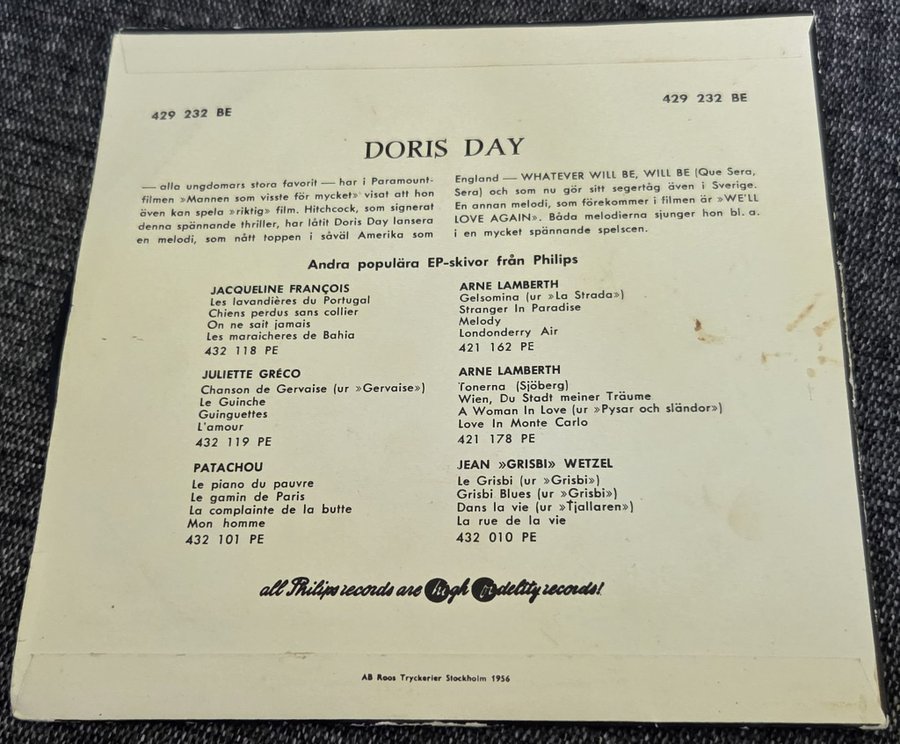 429 232 BE
429 232 BE
DORIS DAY
— alla ungdomars stora favorit — har i Paramount-
filmen »Mannen som visste för mycket» visat att hon
även kan spela »riktig» film. Hitchcock, som signerat
denna spännande thriller, har låtit Doris Day lansera
en melodi, som nått toppen i såväl Amerika som
England — WHATEVER WILL BE, WILL BE (Que Sera,
Sera) och som nu gör sitt segertåg även i Sverige.
En annan melodi, som förekommer i filmen är »WE'LL
LOVE AGAIN». Båda melodierna sjunger hon bl. a.
i en mycket spännande spelscen.
Andra populära EP-skivor från Philips
JACQUELINE FRANÇOIS
Les lavandières du Portugal
Chiens perdus sans collier
On ne sait jamais
Les maraicheres de Bahia
432 118 PE
JULIETTE GRÉCO
Chanson de Gervaise (ur »Gervaise»)
Le Guinche
Guinguettes
L'amour
432 119 PE
PATACHOU
Le piano du pauvre
Le gamin de Paris
La complainte de la butte
Mon homme
432 101 PE
ARNE LAMBERTH
Gelsomina (ur »La Strada»)
Stranger In Paradise
Melody
Londonderry Air
421 162 PE
ARNE LAMBERTH
Tonerna (Sjöberg)
Wien, Du Stadt meiner Träume
A Woman In Love (ur »Pysar och sländor»)
Love In Monte Carlo
421 178 PE
JEAN »GRISBI» WETZEL
Le Grisbi (ur »Grisbi»)
Grisbi Blues (ur »Grisbi»)
Dans la vie (ur »Tjallaren»)
La rue de la vie
432 010 PE
all Philips records are high fidelity records!
AB Roos Tryckerier Stockholm 1956